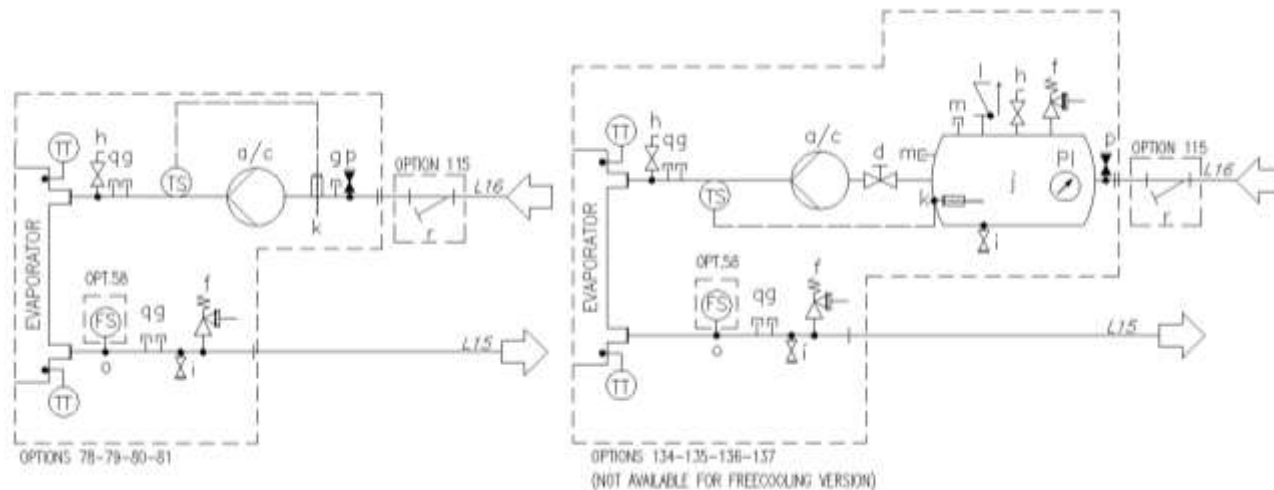 TT
h
qg
TS
a/c
gp
k
OPTION 115
r
L16
EVAPORATOR
OPT.58
FS
o
qg
i
f
L15
TT
OPTIONS 78-79-80-81
TT
h
qg
TS
a/c
d
m
l
h
f
m
j
PI
k
i
p
OPTION 115
r
L16
EVAPORATOR
OPT.58
FS
o
qg
i
f
L15
TT
OPTIONS 134-135-136-137
(NOT AVAILABLE FOR FREECOOLING VERSION)